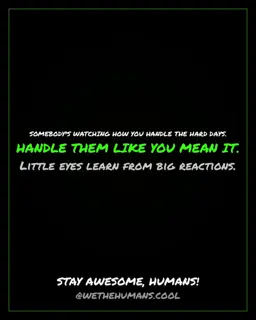 SOMEBODY'S WATCHING HOW YOU HANDLE THE HARD DAYS.
HANDLE THEM LIKE YOU MEAN IT.
LITTLE EYES LEARN FROM BIG REACTIONS.
STAY AWESOME, HUMANS!
@WETHEHUMANS.COOL